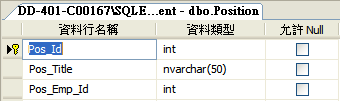 DD-401-C00167\SQLE...ent - dbo.Position
資料行名稱 資料類型 允許 Null
Pos_Id int
Pos_Title nvarchar(50)
Pos_Emp_Id int